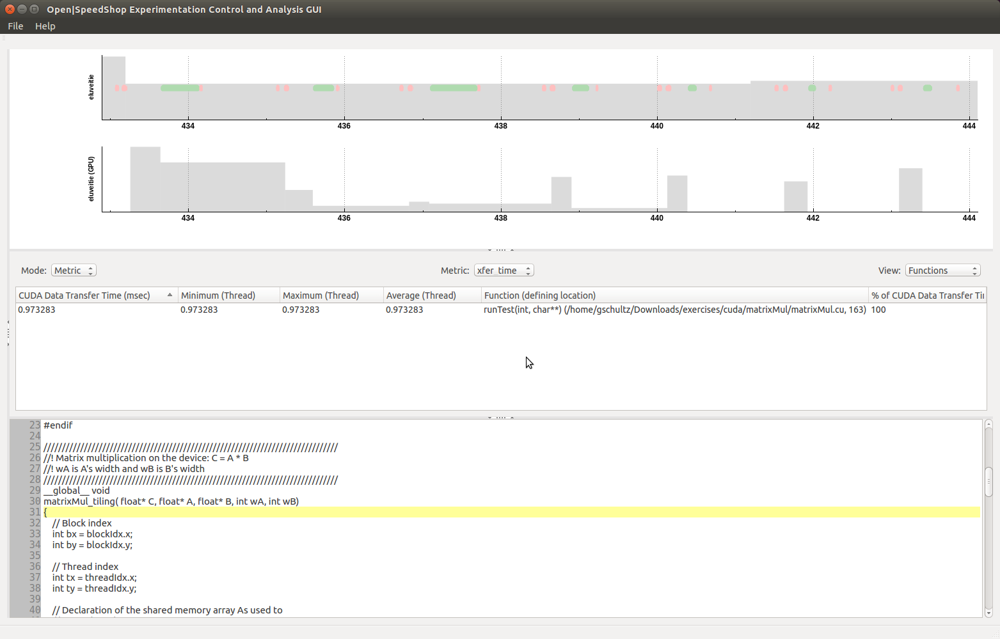 Open|SpeedShop Experimentation Control and Analysis GUI
File Help
eluveitie
434 436 438 440 442 444
eluveitie (GPU)
434 436 438 440 442 444
Mode: Metric Metric: xfer_time View: Functions
CUDA Data Transfer Time (msec) Minimum (Thread) Maximum (Thread) Average (Thread) Function (defining location) % of CUDA Data Transfer Ti
0.973283 0.973283 0.973283 0.973283 runTest(int, char**) (/home/gschultz/Downloads/exercises/cuda/matrixMul/matrixMul.cu, 163) 100
23 #endif
24
25 ////////////////////////////////////////////////////////////////////////////////
26 //! Matrix multiplication on the device: C = A * B
27 //! wA is A's width and wB is B's width
28 ////////////////////////////////////////////////////////////////////////////////
29 __global__ void
30 matrixMul_tiling( float* C, float* A, float* B, int wA, int wB)
31 {
32 // Block index
33 int bx = blockIdx.x;
34 int by = blockIdx.y;
35
36 // Thread index
37 int tx = threadIdx.x;
38 int ty = threadIdx.y;
39
40 // Declaration of the shared memory array As used to